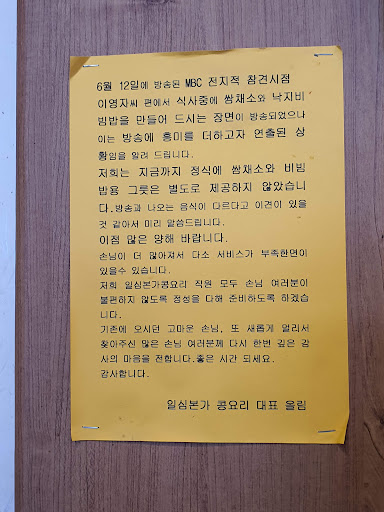 6월 12일에 방송된 MBC 전지적 참견시점
이영자씨 편에서 식사중에 쌈채소와 낙지비
빔밥을 만들어 드시는 장면이 방송되었으나
이는 방송에 흥미를 더하고자 연출된 상
황임을 알려 드립니다.
저희는 지금까지 정식에 쌈채소와 비빔
밥용 그릇은 별도로 제공하지 않았습니
다.방송과 나오는 음식이 다르다고 이견이 있을
것 같아서 미리 말씀드립니다.
이점 많은 양해 바랍니다.
손님이 더 많아져서 다소 서비스가 부족한면이
있을수 있습니다.
저희 일심본가콩요리 직원 모두 손님 여러분이
불편하지 않도록 정성을 다해 준비하도록 하겠습
니다.
기존에 오시던 고마운 손님, 또 새롭게 멀리서
찾아주신 많은 손님 여러분께 다시 한번 깊은 감
사의 마음을 전합니다.좋은 시간 되세요.
감사합니다.
일심본가 콩요리 대표 올림